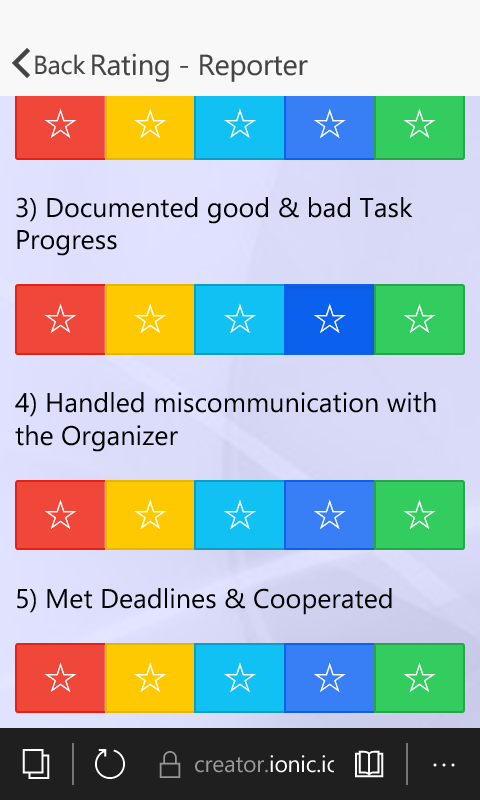 Back Rating - Reporter
3) Documented good & bad Task
Progress
4) Handled miscommunication with
the Organizer
5) Met Deadlines & Cooperated
creator.ionic.ic